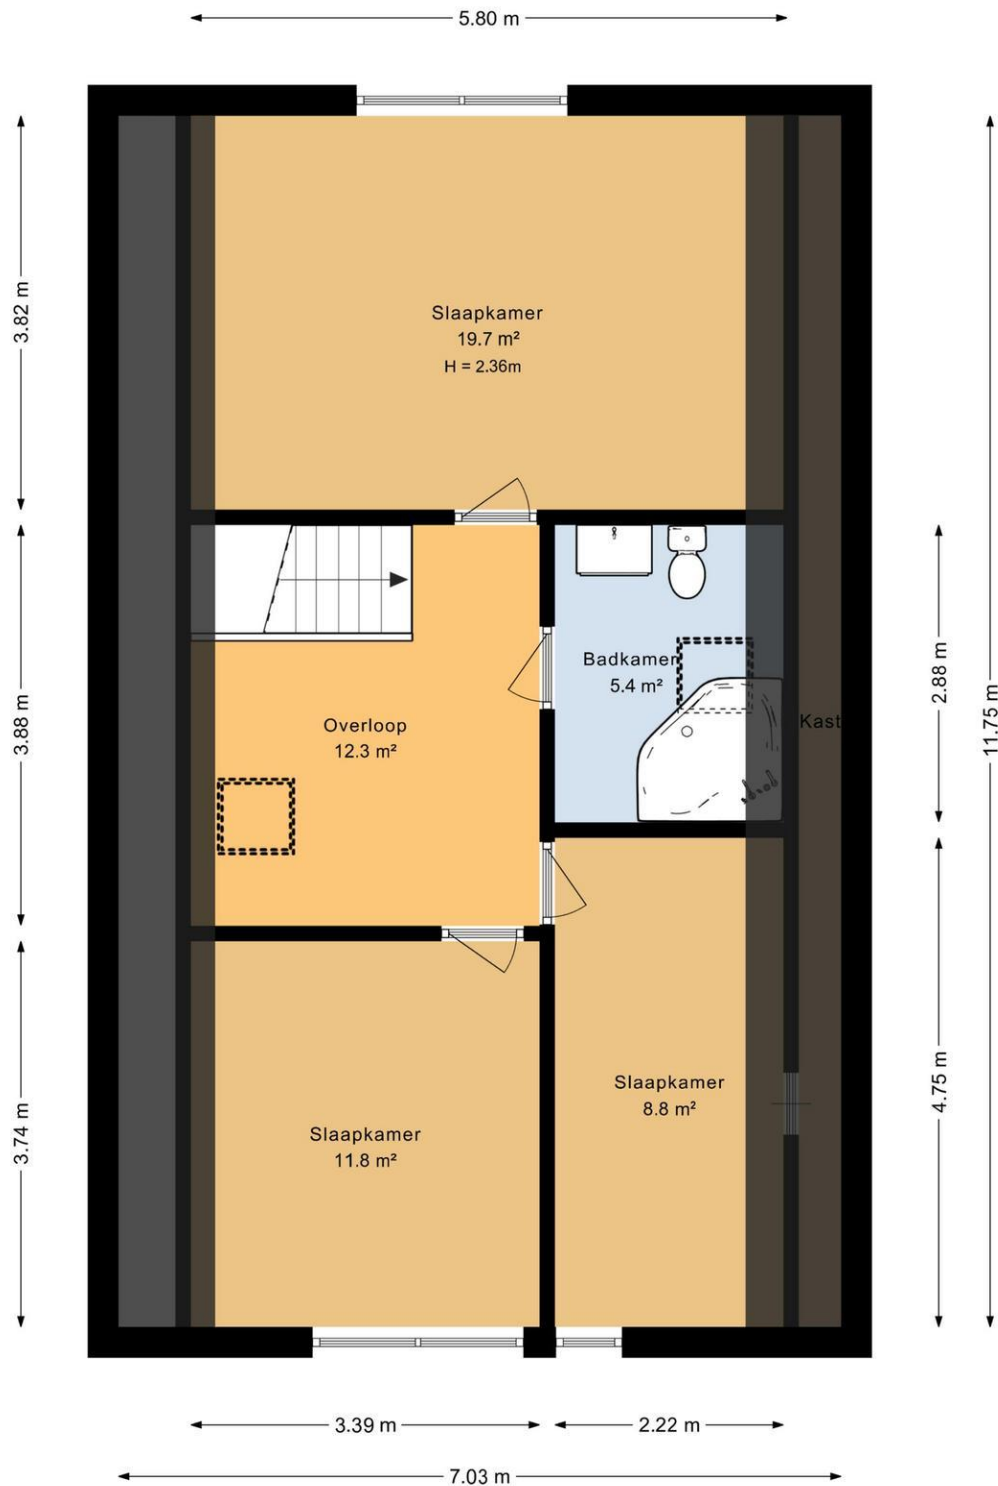 5.80 m
3.82 m
Slaapkamer
19.7 m²
H = 2.36m
3.88 m
Overloop
12.3 m²
Badkamer
5.4 m²
Kast
2.88 m
11.75 m
3.74 m
Slaapkamer
11.8 m²
Slaapkamer
8.8 m²
4.75 m
3.39 m
2.22 m
7.03 m